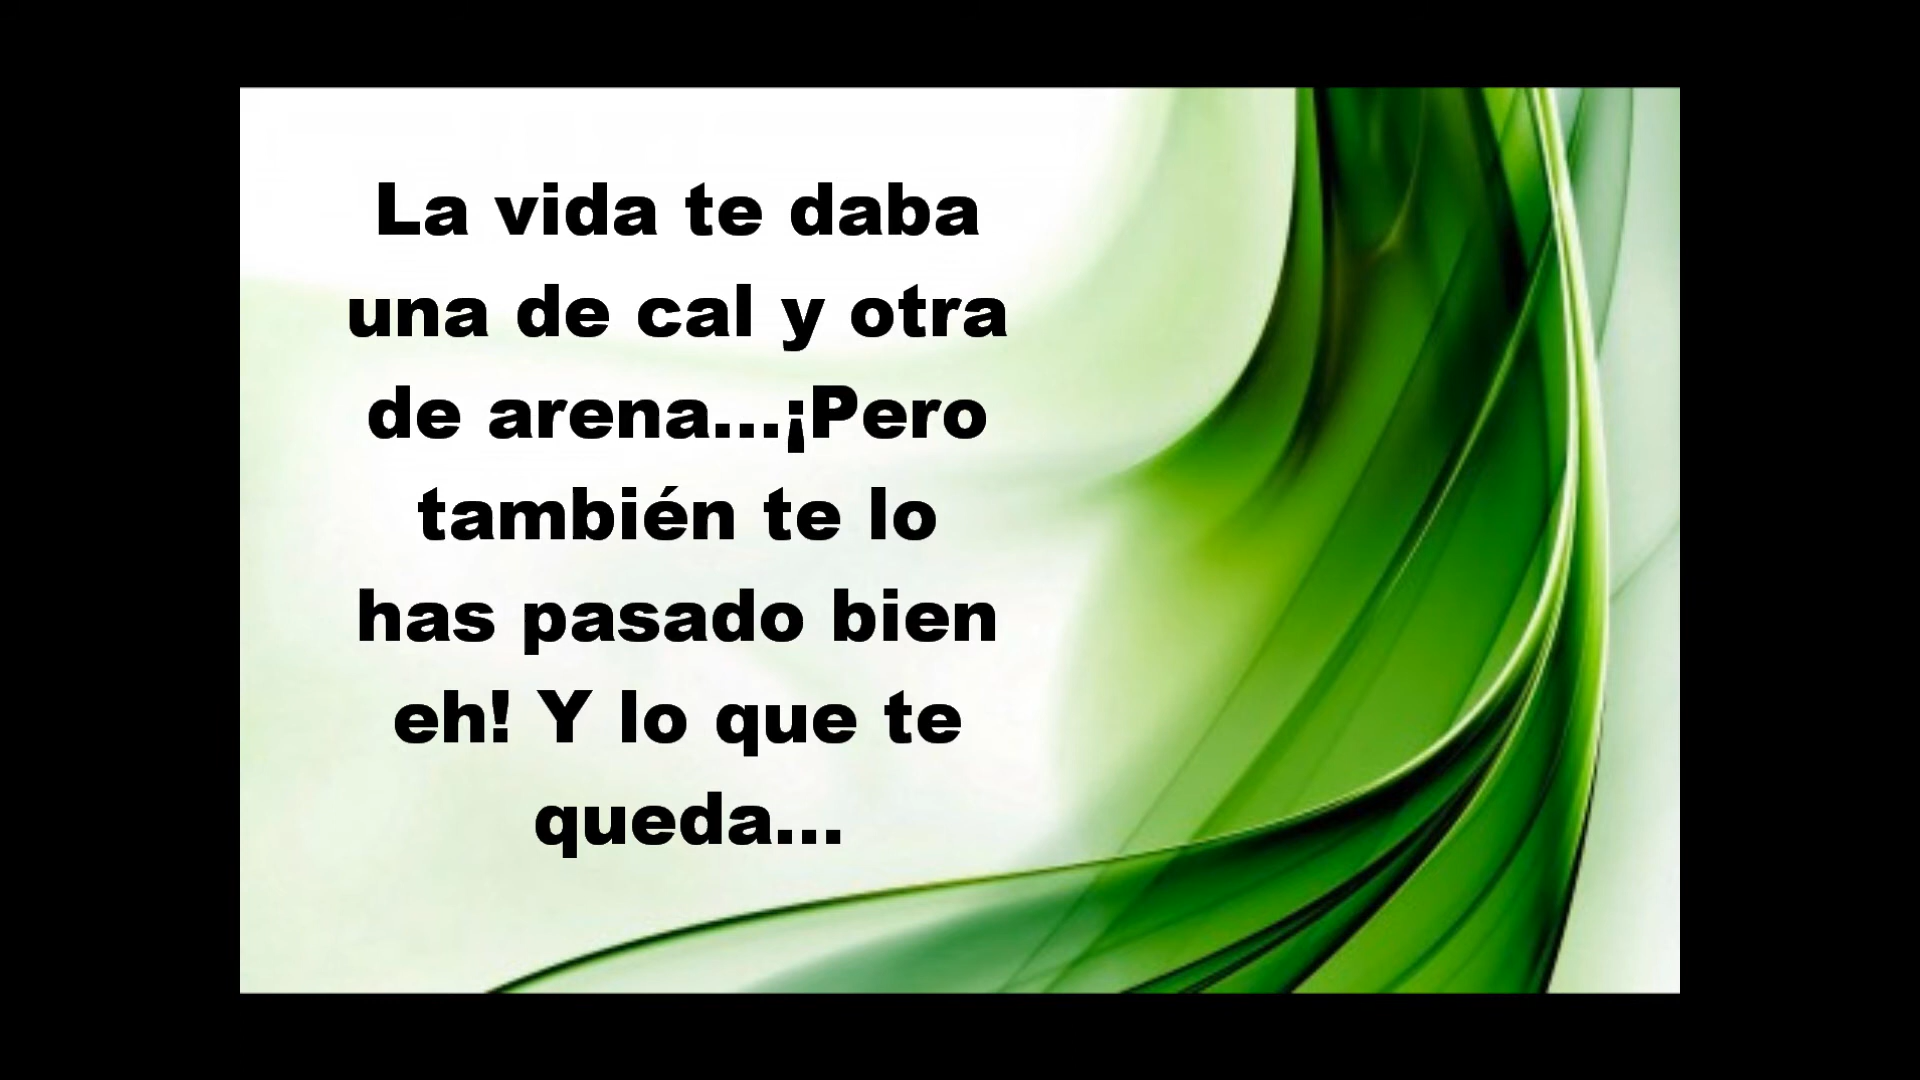 La vida te daba
una de cal y otra
de arena...¡Pero
también te lo
has pasado bien
eh! Y lo que te
queda...